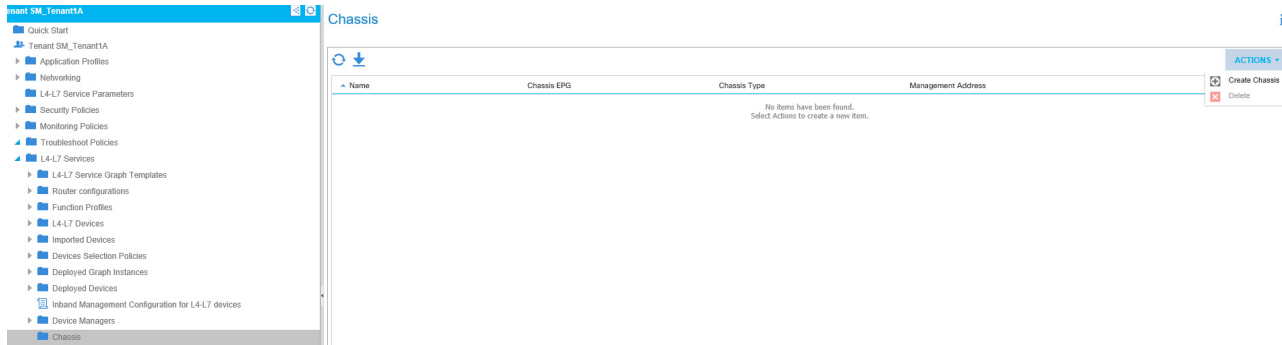 enant SM_Tenant1A
Quick Start
Tenant SM_Tenant1A
Application Profiles
Networking
L4-L7 Service Parameters
Security Policies
Monitoring Policies
Troubleshoot Policies
L4-L7 Services
L4-L7 Service Graph Templates
Router configurations
Function Profiles
L4-L7 Devices
Imported Devices
Devices Selection Policies
Deployed Graph Instances
Deployed Devices
Inband Management Configuration for L4-L7 devices
Device Managers
Chassis
Chassis
ACTIONS
Create Chassis
Delete
Name Chassis EPG Chassis Type Management Address
No items have been found.
Select Actions to create a new item.